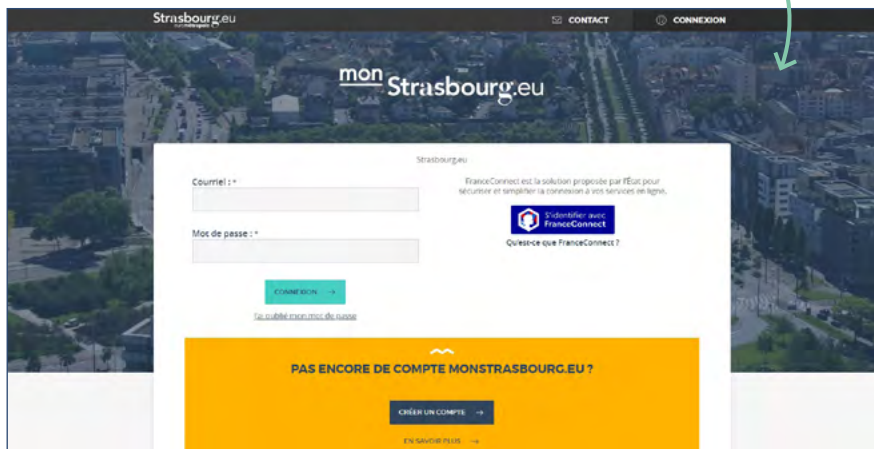 Strasbourg.eu
eurométropole
CONTACT
CONNEXION
mon Strasbourg.eu
Strasbourg.eu
Courriel : *
Mot de passe : *
CONNEXION →
J'ai oublié mon mot de passe
FranceConnect est la solution proposée par l'État pour
sécuriser et simplifier la connexion à vos services en ligne.
S'identifier avec
FranceConnect
Qu'est-ce que FranceConnect ?
PAS ENCORE DE COMPTE MONSTRASBOURG.EU ?
CRÉER UN COMPTE →
EN SAVOIR PLUS →